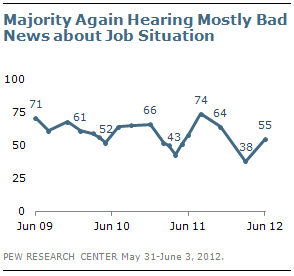 Majority Again Hearing Mostly Bad
News about Job Situation
100
75
50
25
0
71
61
52
66
43
74
64
38
55
Jun 09
Jun 10
Jun 11
Jun 12
PEW RESEARCH CENTER May 31-June 3, 2012.